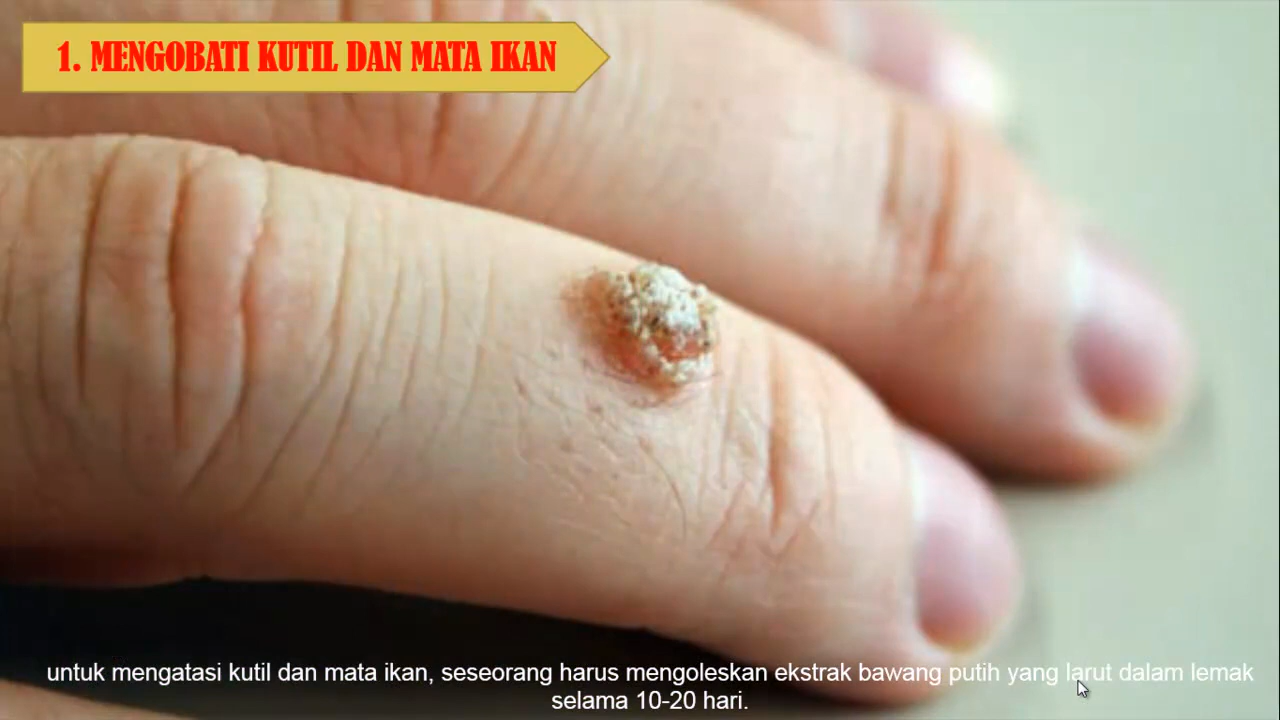 1. MENGOBATI KUTIL DAN MATA IKAN
untuk mengatasi kutil dan mata ikan, seseorang harus mengoleskan ekstrak bawang putih yang larut dalam lemak
selama 10-20 hari.